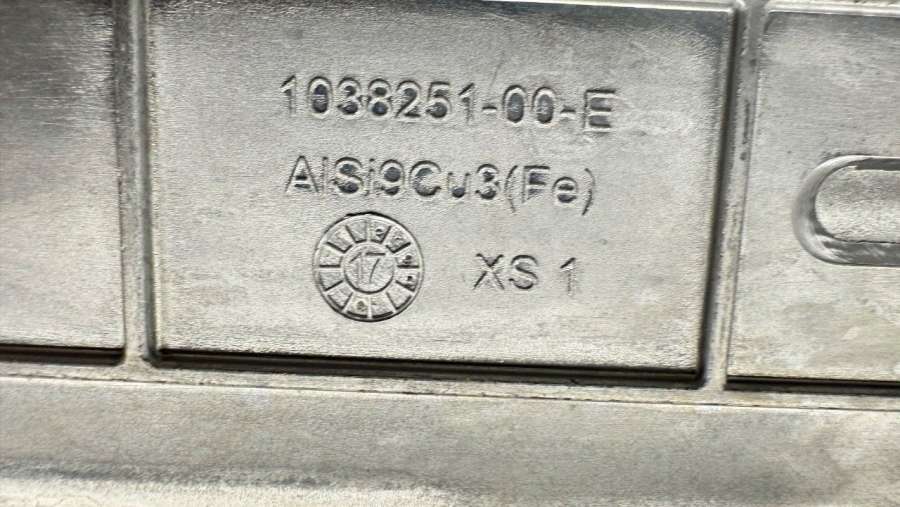 1038251-00-E
AlSi9Cu3(Fe)
17
XS 1